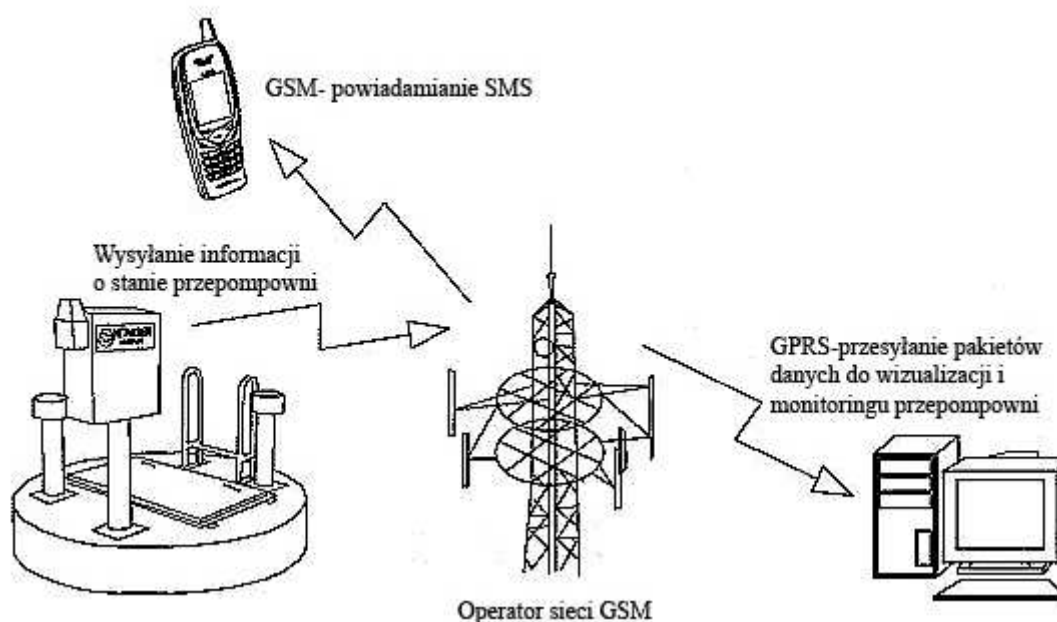 GSM- powiadamianie SMS
Wysyłanie informacji
o stanie przepompowni
GPRS-przesyłanie pakietów
danych do wizualizacji i
monitoringu przepompowni
Operator sieci GSM